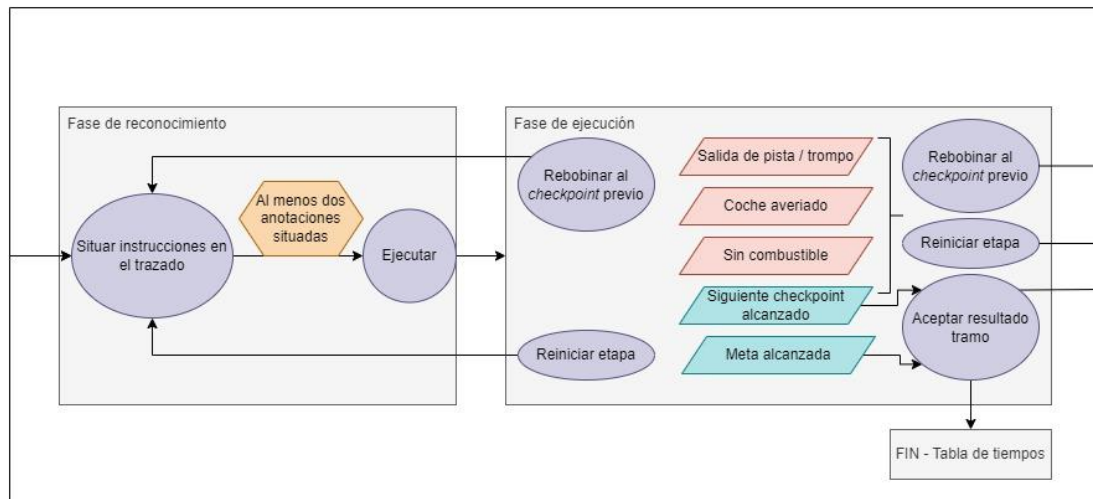 Fase de reconocimiento
Situar instrucciones en
el trazado
Al menos dos
anotaciones
situadas
Ejecutar
Fase de ejecución
Rebobinar al
checkpoint previo
Reiniciar etapa
Salida de pista / trompo
Coche averiado
Sin combustible
Siguiente checkpoint
alcanzado
Meta alcanzada
Rebobinar al
checkpoint previo
Reiniciar etapa
Aceptar resultado
tramo
FIN - Tabla de tiempos